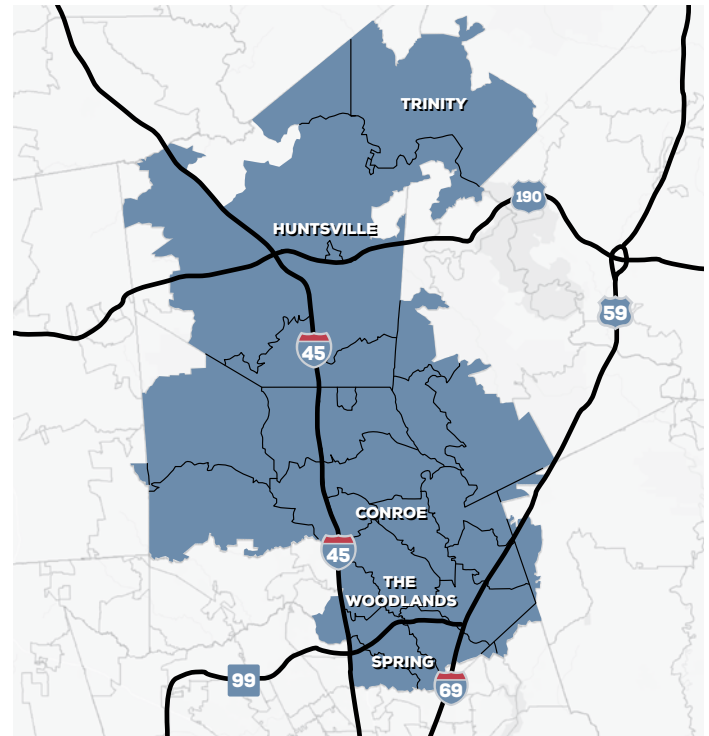 TRINITY
190
HUNTSVILLE
59
45
CONROE
45
THE
WOODLANDS
SPRING
99
69